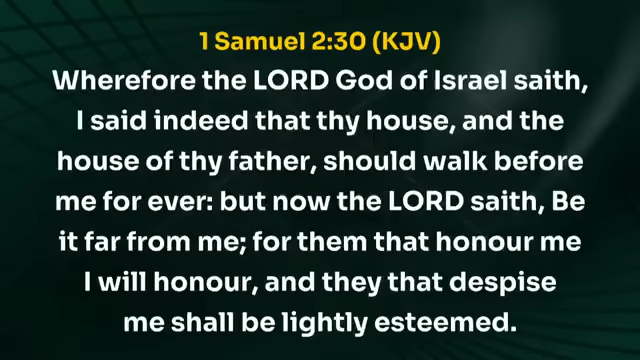 1 Samuel 2:30 (KJV)
Wherefore the LORD God of Israel saith,
I said indeed that thy house, and the
house of thy father, should walk before
me for ever: but now the LORD saith, Be
it far from me; for them that honour me
I will honour, and they that despise
me shall be lightly esteemed.